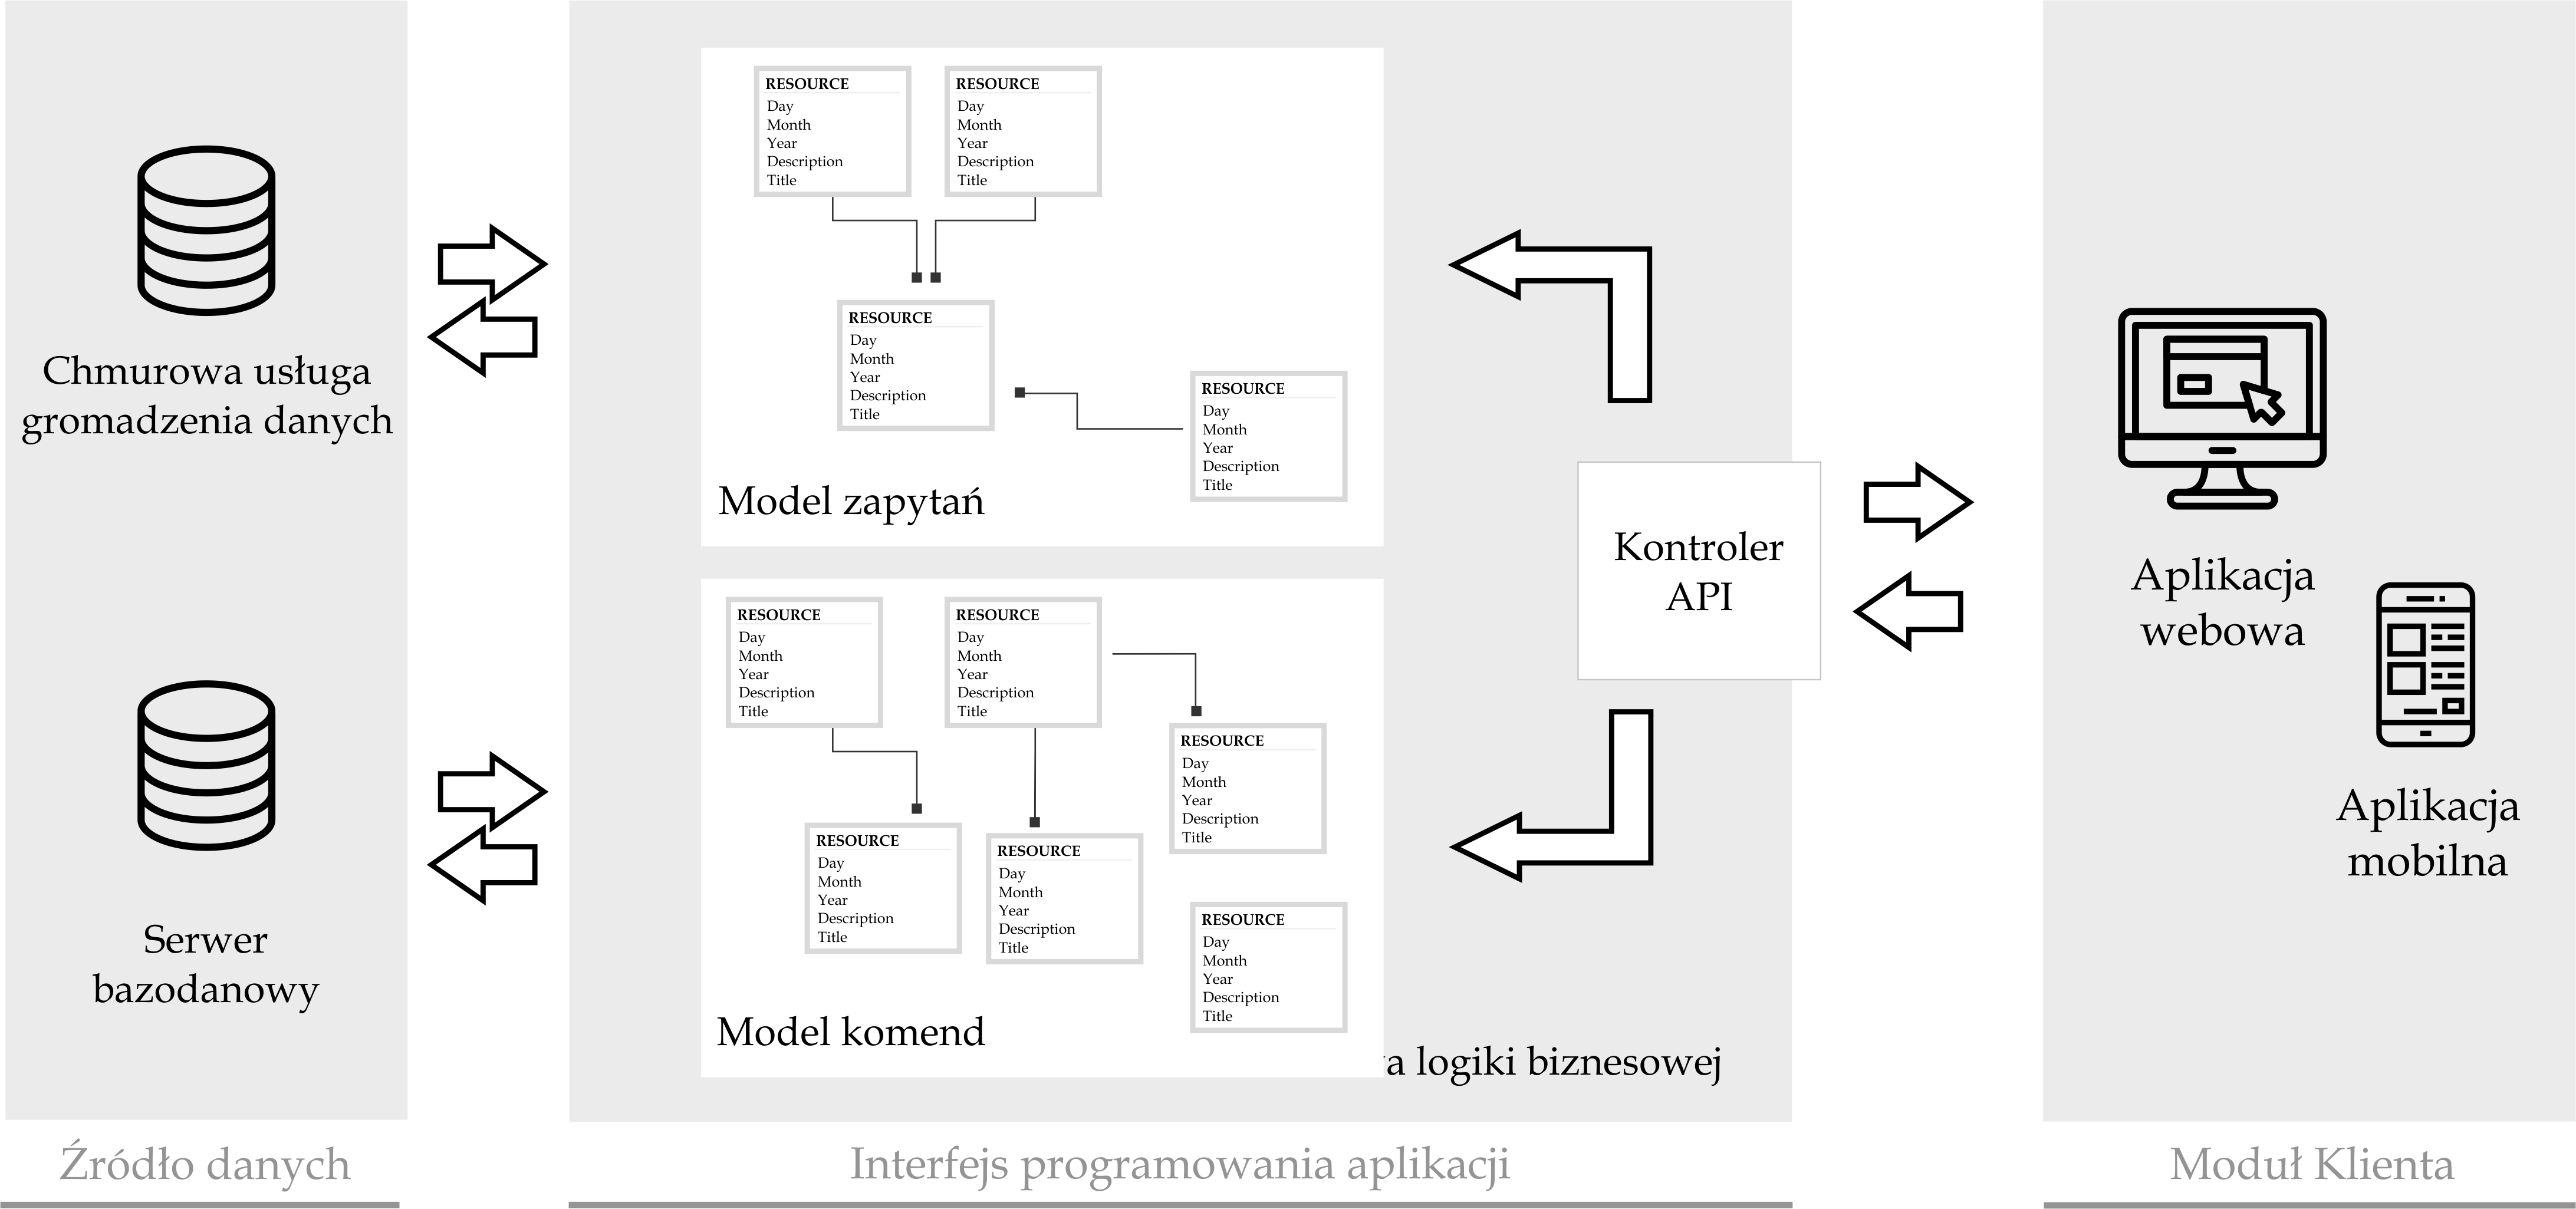 Chmurowa usługa
gromadzenia danych
Serwer
bazodanowy
Źródło danych
RESOURCE
Day
Month
Year
Description
Title
RESOURCE
Day
Month
Year
Description
Title
RESOURCE
Day
Month
Year
Description
Title
RESOURCE
Day
Month
Year
Description
Title
Model zapytań
RESOURCE
Day
Month
Year
Description
Title
RESOURCE
Day
Month
Year
Description
Title
RESOURCE
Day
Month
Year
Description
Title
RESOURCE
Day
Month
Year
Description
Title
RESOURCE
Day
Month
Year
Description
Title
RESOURCE
Day
Month
Year
Description
Title
Model komend
logiki biznesowej
Kontroler
API
Interfejs programowania aplikacji
Aplikacja
webowa
Aplikacja
mobilna
Moduł Klienta